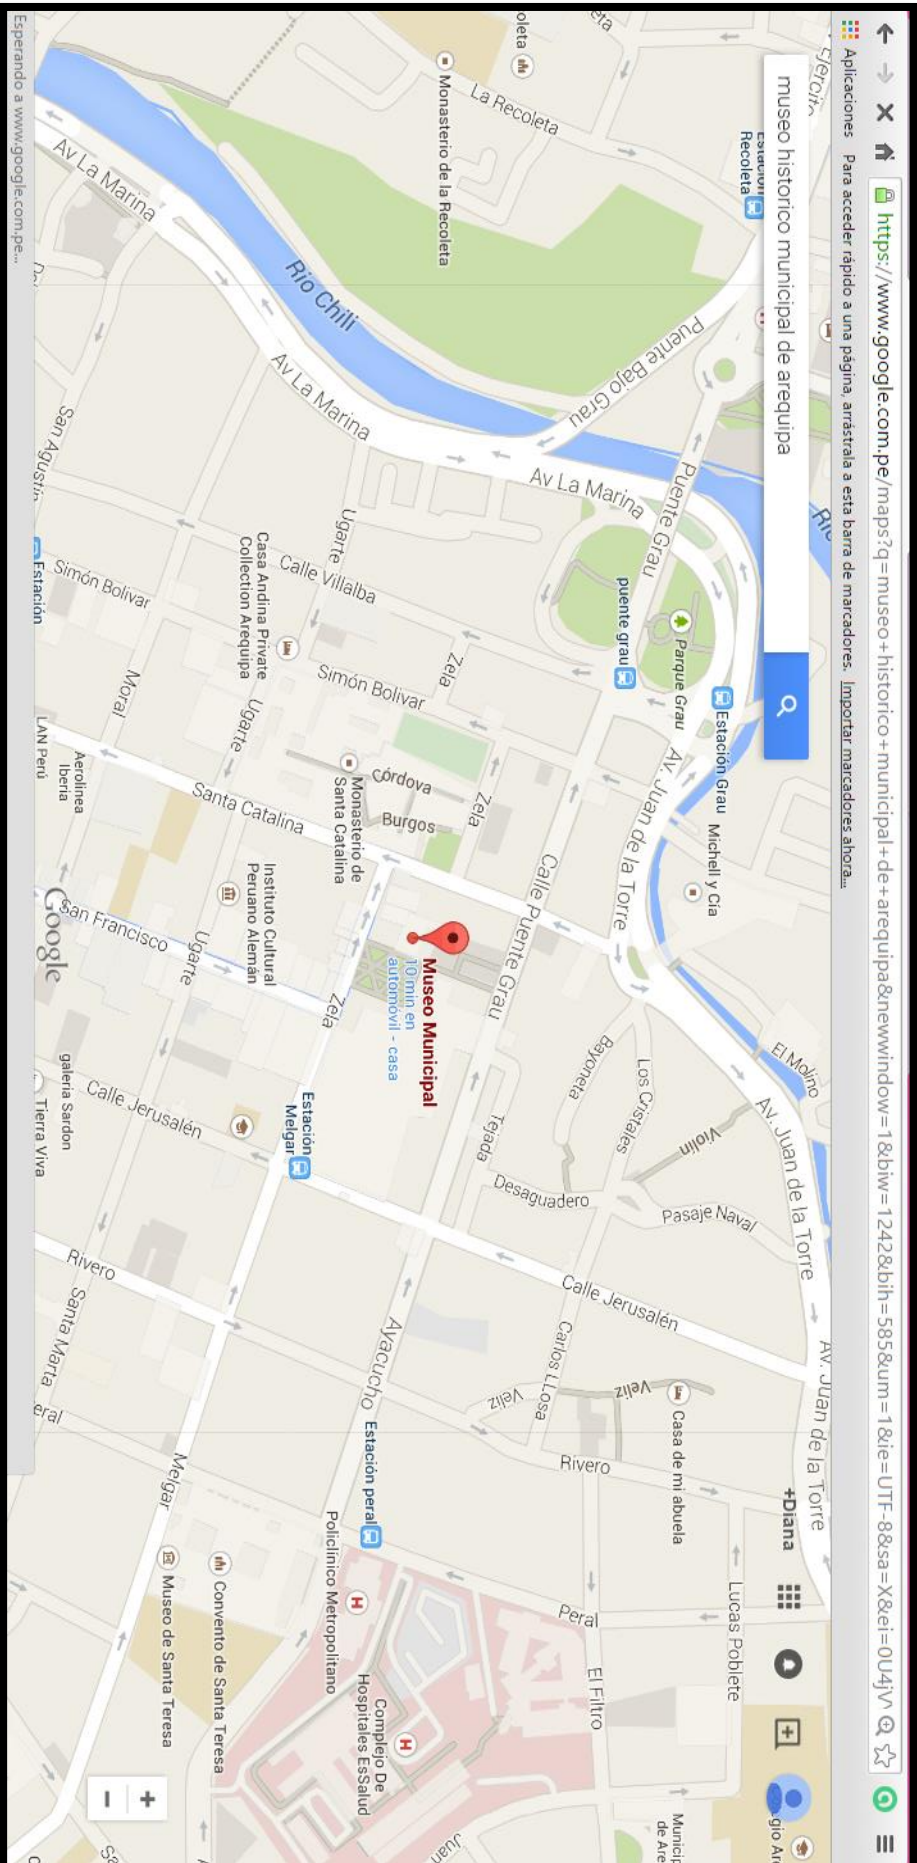 https://www.google.com.pe/maps?q=museo+historico+municipal+de+arequipa&newwindow=1&biw=1242&bih=585&um=1&ie=UTF-8&sa=X&ei=0U4jV
Aplicaciones Para acceder rápido a una página, arrástrala a esta barra de marcadores. Importar marcadores ahora...
museo historico municipal de arequipa
+Diana
Ejercito
Estación
Recoleta
La Recoleta
Monasterio de la Recoleta
Puente Bajo Grau
Puente Grau
puente grau
Parque Grau
Estación Grau
Michell y Cia
Av. Juan de la Torre
El Molino
Av. Juan de la Torre
Av. Juan de la Torre
Los Cristales
Bayoneta
Violin
Pasaje Naval
Desaguadero
Tejada
Calle Jerusalén
Carlos LLosa
Veliz
Veliz
Casa de mi abuela
Rivero
Lucas Poblete
Peral
El Filtro
Av La Marina
Calle Puente Grau
Ayacucho
Estación peral
Policlínico Metropolitano
Complejo De
Hospitales EsSalud
Río Chili
Av La Marina
Av La Marina
Ugarte
Calle Villalba
Casa Andina Private
Collection Arequipa
Simón Bolivar
Zela
Zela
Córdova
Burgos
Monasterio de
Santa Catalina
Santa Catalina
Museo Municipal
10 min en
automóvil - casa
Instituto Cultural
Peruano Alemán
Zela
Estación
Melgar
Melgar
Convento de Santa Teresa
Museo de Santa Teresa
San Agustín
Simón Bolivar
Moral
Ugarte
Ugarte
Aerolinea
Iberia
LAN Perú
Estación
San Francisco
Calle Jerusalén
galeria Sardon
Tierra Viva
Rivero
Santa Marta
Google
Esperando a www.google.com.pe...